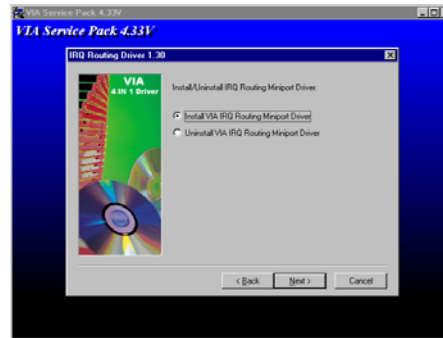 VIA Service Pack 4.33V
VIA Service Pack 4.33V
IRQ Routing Driver 1.30
VIA
4 IN 1 Driver
Install/Uninstall IRQ Routing Miniport Driver.
Install VIA IRQ Routing Miniport Driver
Uninstall VIA IRQ Routing Miniport Driver
< Back
Next >
Cancel